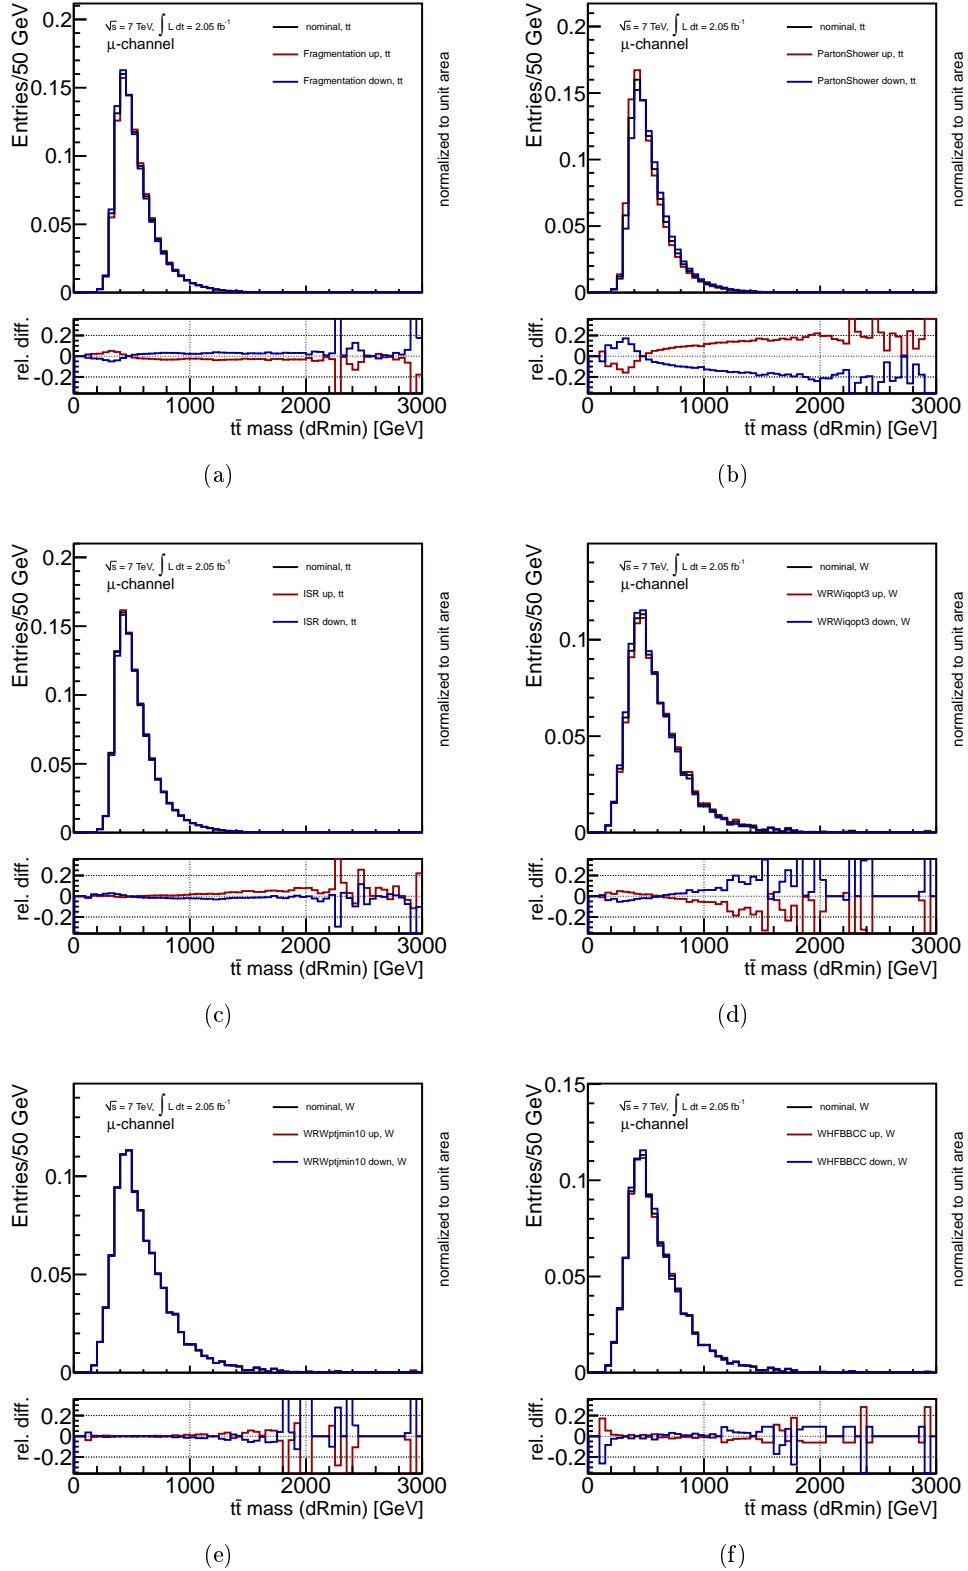 √s = 7 TeV, ∫ L dt = 2.05 fb⁻¹
μ-channel
nominal, tt
Fragmentation up, tt
Fragmentation down, tt
Entries/50 GeV
normalized to unit area
0.2
0.15
0.1
0.05
0
rel. diff.
0.2
0
-0.2
0 1000 2000 3000
tt̄ mass (dRmin) [GeV]
(a)
√s = 7 TeV, ∫ L dt = 2.05 fb⁻¹
μ-channel
nominal, tt
PartonShower up, tt
PartonShower down, tt
Entries/50 GeV
normalized to unit area
0.2
0.15
0.1
0.05
0
rel. diff.
0.2
0
-0.2
0 1000 2000 3000
tt̄ mass (dRmin) [GeV]
(b)
√s = 7 TeV, ∫ L dt = 2.05 fb⁻¹
μ-channel
nominal, tt
ISR up, tt
ISR down, tt
Entries/50 GeV
normalized to unit area
0.2
0.15
0.1
0.05
0
rel. diff.
0.2
0
-0.2
0 1000 2000 3000
tt̄ mass (dRmin) [GeV]
(c)
√s = 7 TeV, ∫ L dt = 2.05 fb⁻¹
μ-channel
nominal, W
WRWiqopt3 up, W
WRWiqopt3 down, W
Entries/50 GeV
normalized to unit area
0.1
0.05
0
rel. diff.
0.2
0
-0.2
0 1000 2000 3000
tt̄ mass (dRmin) [GeV]
(d)
√s = 7 TeV, ∫ L dt = 2.05 fb⁻¹
μ-channel
nominal, W
WRWptjmin10 up, W
WRWptjmin10 down, W
Entries/50 GeV
normalized to unit area
0.1
0.05
0
rel. diff.
0.2
0
-0.2
0 1000 2000 3000
tt̄ mass (dRmin) [GeV]
(e)
√s = 7 TeV, ∫ L dt = 2.05 fb⁻¹
μ-channel
nominal, W
WHFBBCC up, W
WHFBBCC down, W
Entries/50 GeV
normalized to unit area
0.15
0.1
0.05
0
rel. diff.
0.2
0
-0.2
0 1000 2000 3000
tt̄ mass (dRmin) [GeV]
(f)